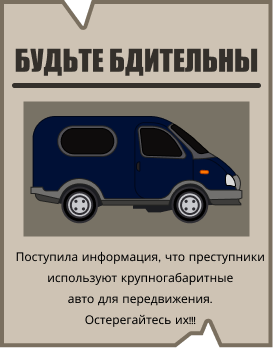 БУДЬТЕ БДИТЕЛЬНЫ
Поступила информация, что преступники
используют крупногабаритные
авто для передвижения.
Остерегайтесь их!!!